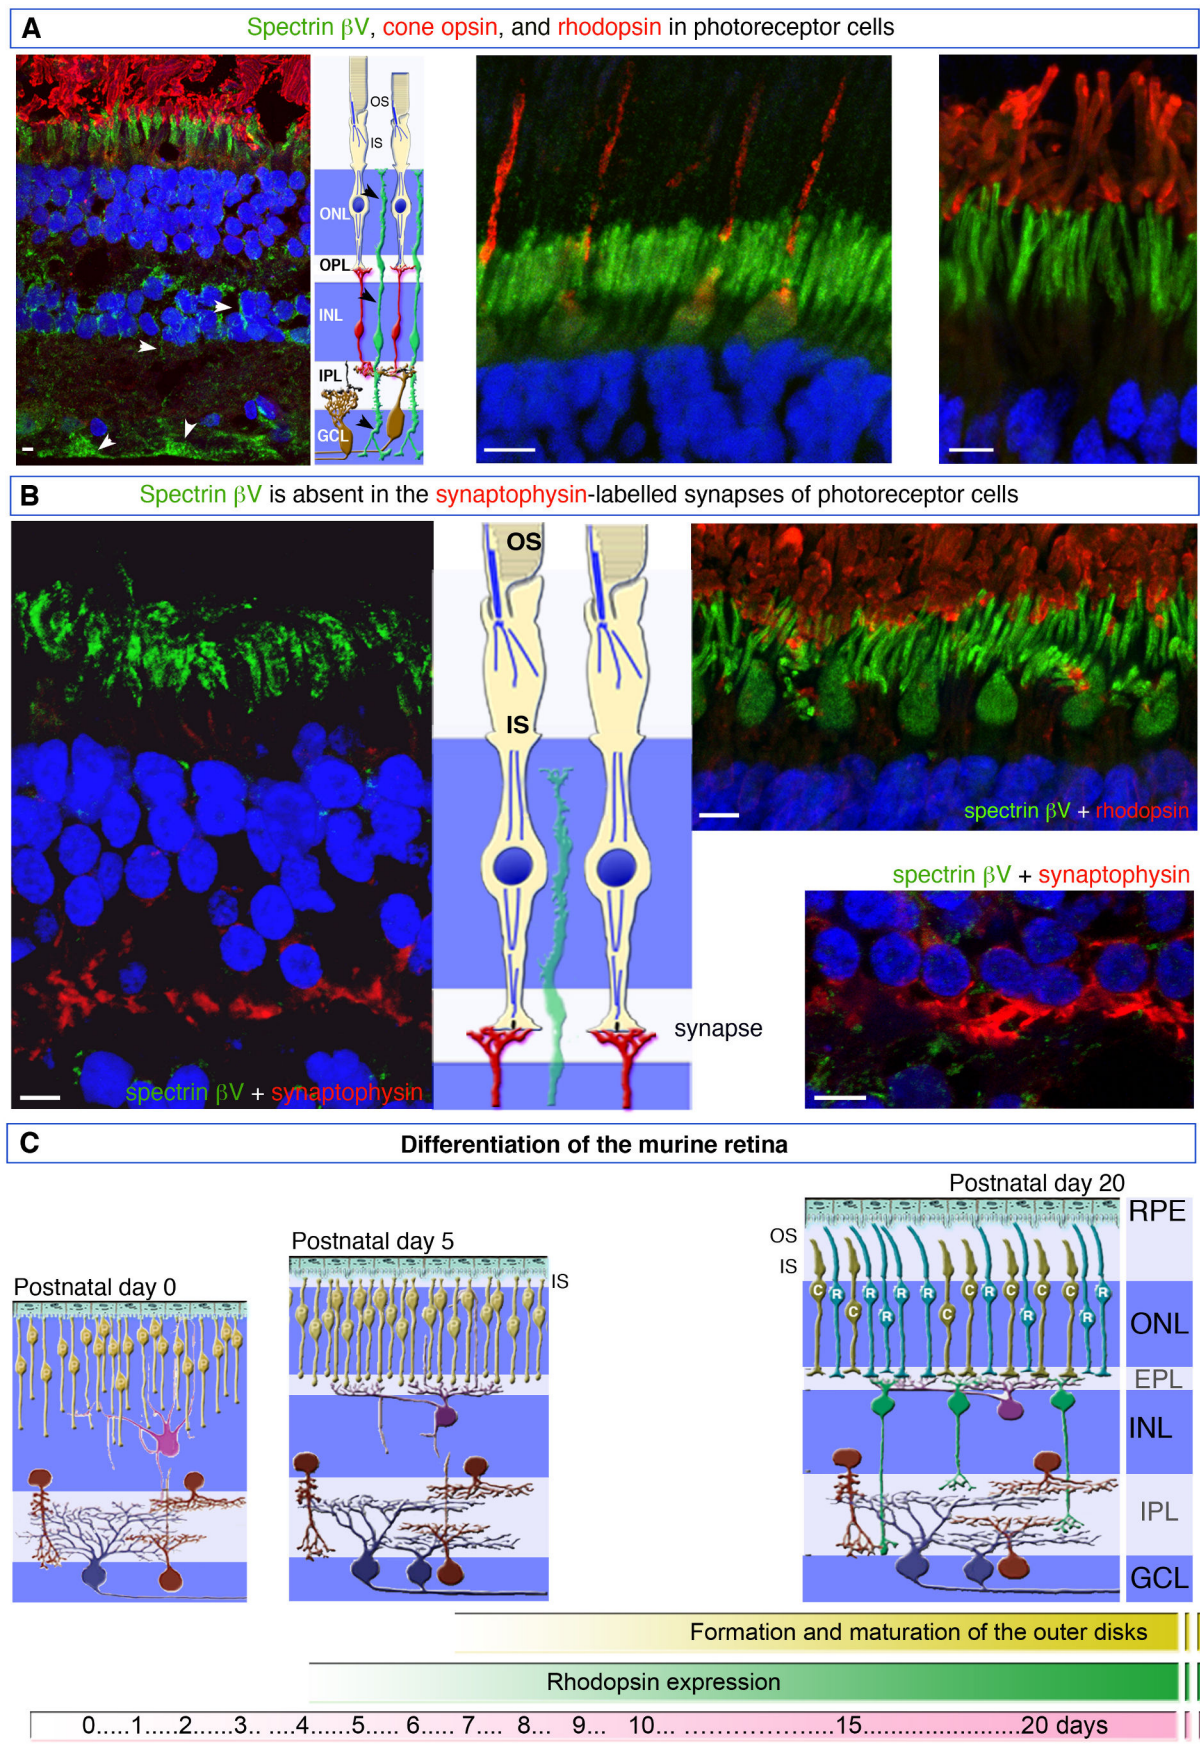 A
Spectrin βV, cone opsin, and rhodopsin in photoreceptor cells
OS
IS
ONL
OPL
INL
IPL
GCL
B
Spectrin βV is absent in the synaptophysin-labelled synapses of photoreceptor cells
OS
IS
synapse
spectrin βV + synaptophysin
spectrin βV + rhodopsin
spectrin βV + synaptophysin
C
Differentiation of the murine retina
Postnatal day 0
Postnatal day 5
IS
Postnatal day 20
OS
IS
C R C R R R R C C R C R C C R R
RPE
ONL
EPL
INL
IPL
GCL
Formation and maturation of the outer disks
Rhodopsin expression
0.....1.....2......3.. ....4......5.....6.....7.... 8... 9... 10... ..................15.....................20 days